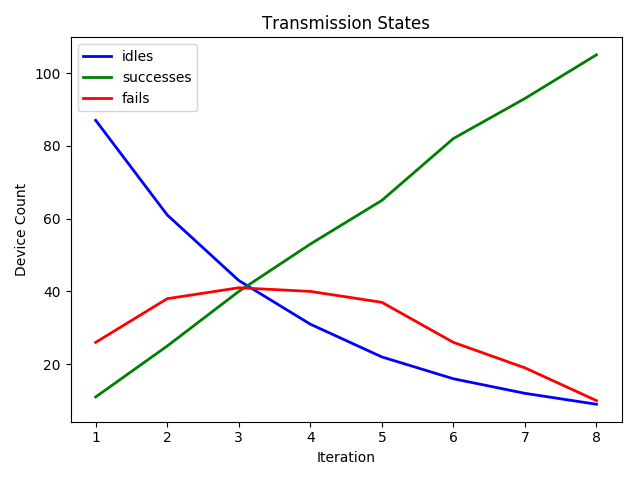 Transmission States
idles
successes
fails
Device Count
100
80
60
40
20
1 2 3 4 5 6 7 8
Iteration